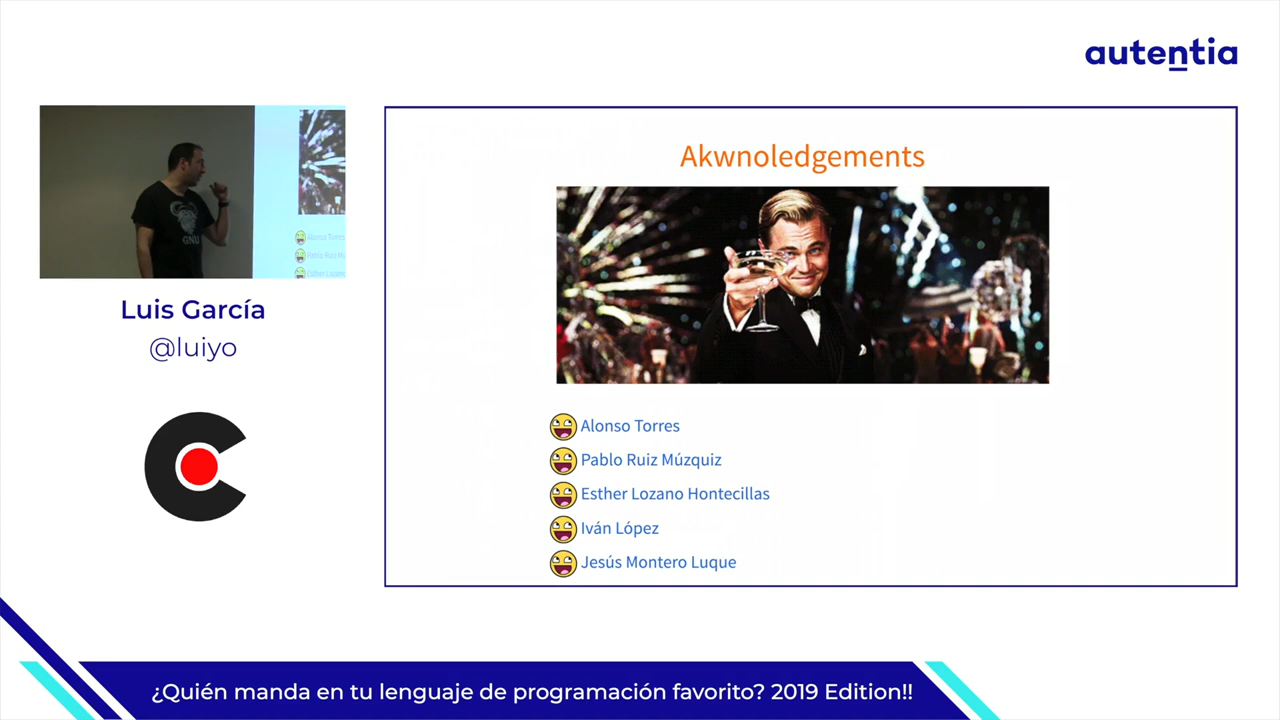 autentia
Akwnoledgements
GNU
Luis García
@luiyo
Alonso Torres
Pablo Ruiz Múzquiz
Esther Lozano Hontecillas
Iván López
Jesús Montero Luque
¿Quién manda en tu lenguaje de programación favorito? 2019 Edition!!